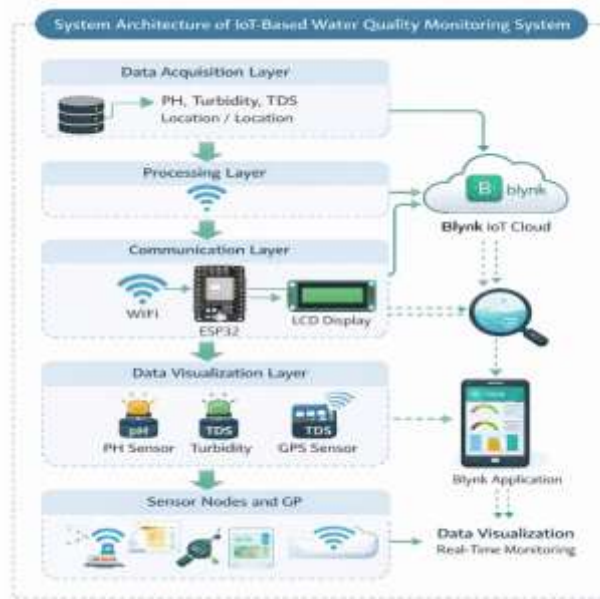 System Architecture of IoT-Based Water Quality Monitoring System
Data Acquisition Layer
PH, Turbidity, TDS
Location / Location
Processing Layer
B blynk
Blynk IoT Cloud
Communication Layer
WiFi
ESP32
LCD Display
Data Visualization Layer
pH
TDS
TDS
PH Sensor
Turbidity
GPS Sensor
Blynk Application
Sensor Nodes and GP
Data Visualization
Real-Time Monitoring